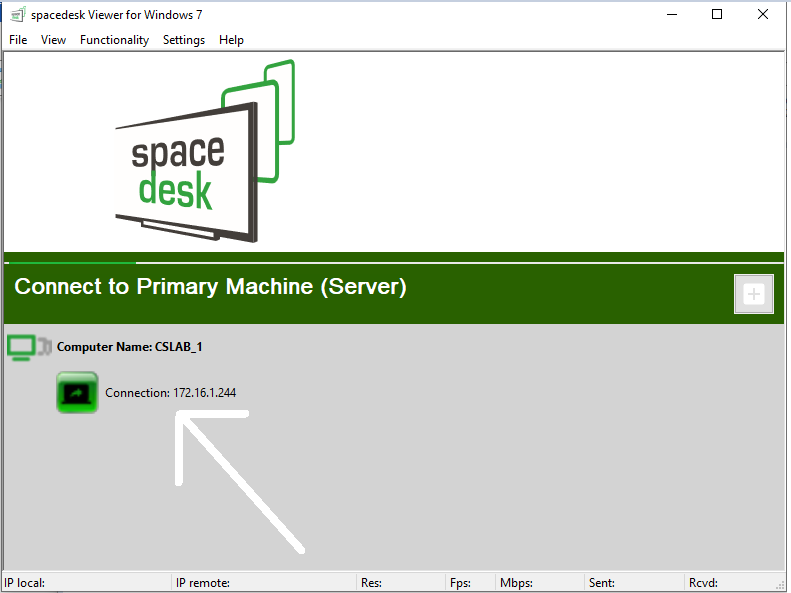 spacedesk Viewer for Windows 7
File View Functionality Settings Help
space
desk
Connect to Primary Machine (Server)
Computer Name: CSLAB_1
Connection: 172.16.1.244
IP local: IP remote: Res: Fps: Mbps: Sent: Rcvd: